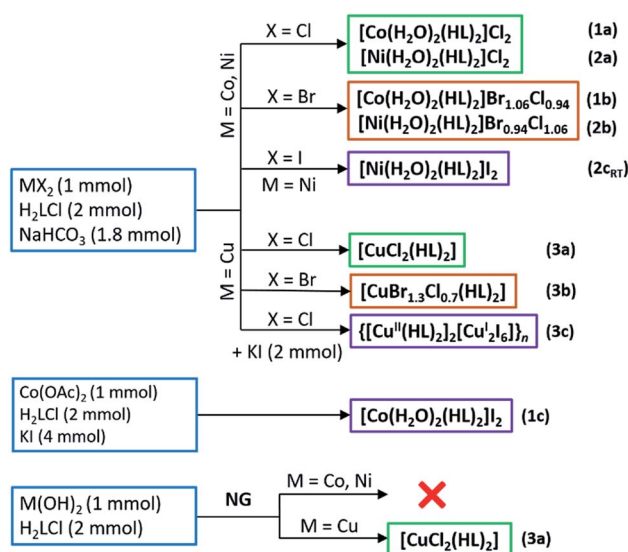 X = Cl
[Co(H₂O)₂(HL)₂]Cl₂ (1a)
[Ni(H₂O)₂(HL)₂]Cl₂ (2a)
M = Co, Ni
X = Br
[Co(H₂O)₂(HL)₂]Br₁.₀₆Cl₀.₉₄ (1b)
[Ni(H₂O)₂(HL)₂]Br₀.₉₄Cl₁.₀₆ (2b)
X = I
M = Ni
[Ni(H₂O)₂(HL)₂]I₂ (2c_RT)
MX₂ (1 mmol)
H₂LCl (2 mmol)
NaHCO₃ (1.8 mmol)
M = Cu
X = Cl
[CuCl₂(HL)₂] (3a)
X = Br
[CuBr₁.₃Cl₀.₇(HL)₂] (3b)
X = Cl
+ KI (2 mmol)
{[Cuᴵᴵ(HL)₂]₂[Cuᴵ₂I₆]}ₙ (3c)
Co(OAc)₂ (1 mmol)
H₂LCl (2 mmol)
KI (4 mmol)
[Co(H₂O)₂(HL)₂]I₂ (1c)
M(OH)₂ (1 mmol)
H₂LCl (2 mmol)
NG
M = Co, Ni
M = Cu
[CuCl₂(HL)₂] (3a)